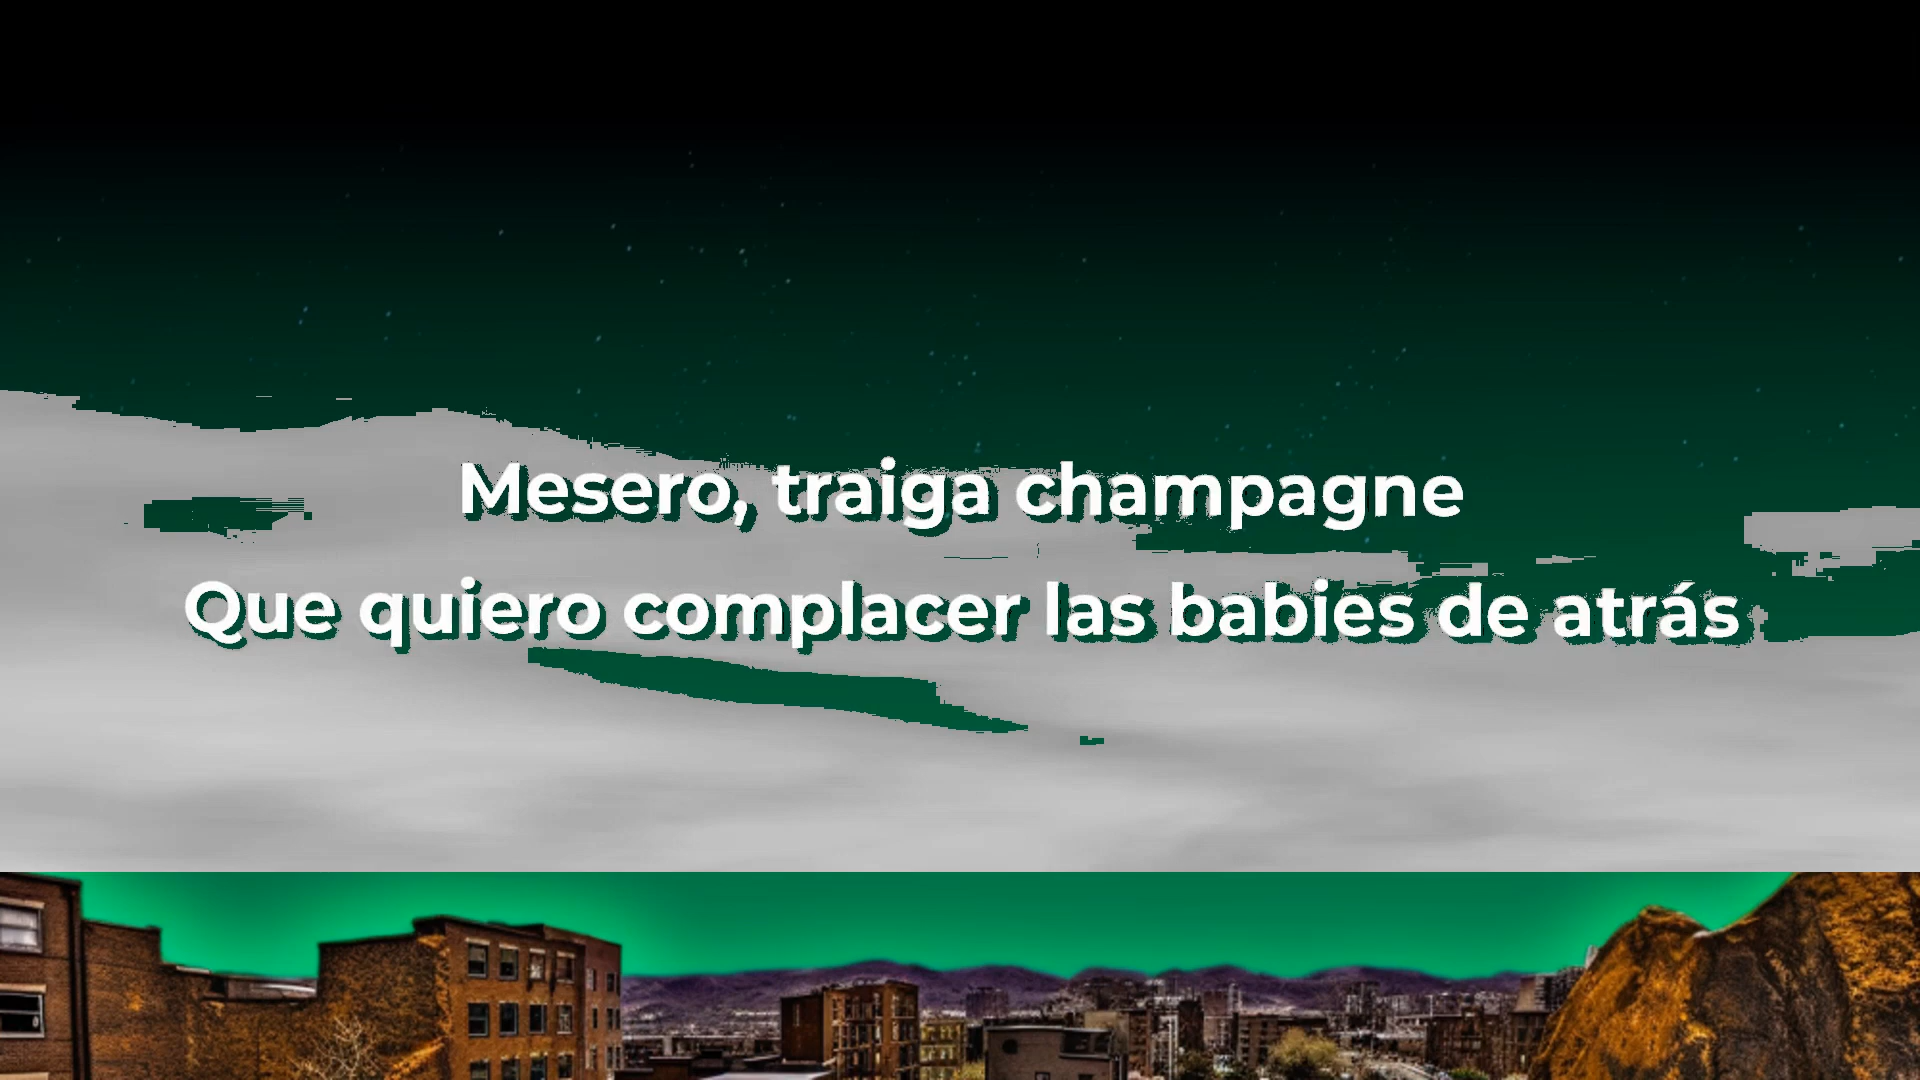 Mesero, traiga champagne
Que quiero complacer las babies de atrás